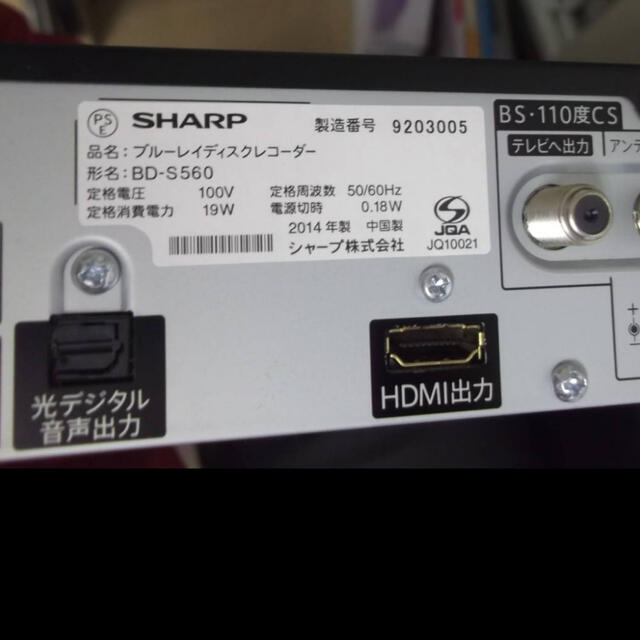 PSE SHARP 製造番号 9203005
品名:ブルーレイディスクレコーダー
形名:BD-S560
定格電圧 100V 定格周波数 50/60Hz
定格消費電力 19W 電源切時 0.18W
2014年製 中国製
シャープ株式会社
JQA
JQ10021
BS・110度CS
テレビへ出力 アンテ
光デジタル
音声出力
HDMI出力
+